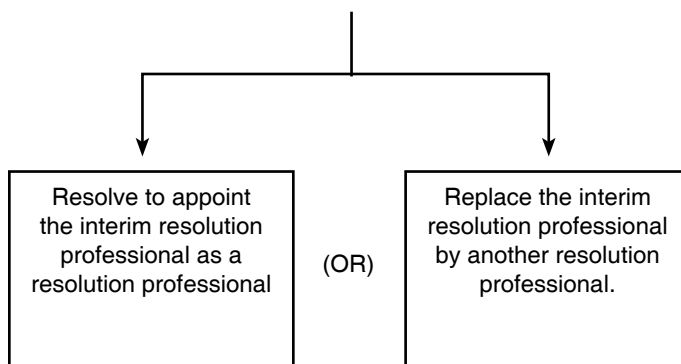 Resolve to appoint
the interim resolution
professional as a
resolution professional
(OR)
Replace the interim
resolution professional
by another resolution
professional.